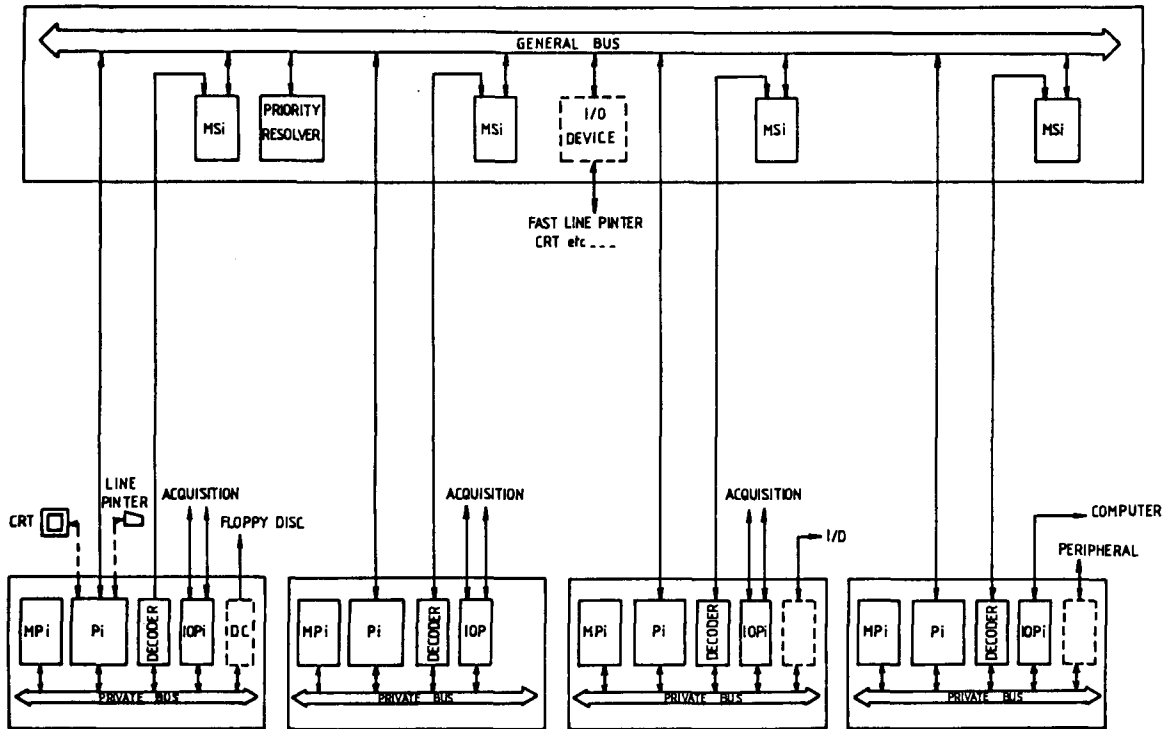 GENERAL BUS
MSi
PRIORITY
RESOLVER
MSi
I/O
DEVICE
MSi
MSi
FAST LINE PINTER
CRT etc _ _ _
LINE
PINTER
ACQUISITION
CRT
FLOPPY DISC
ACQUISITION
ACQUISITION
I/O
COMPUTER
PERIPHERAL
MPi
Pi
DECODER
IOPi
DC
PRIVATE BUS
MPi
Pi
DECODER
IOP
PRIVATE BUS
MPi
Pi
DECODER
IOPi
PRIVATE BUS
MPi
Pi
DECODER
IOPi
PRIVATE BUS